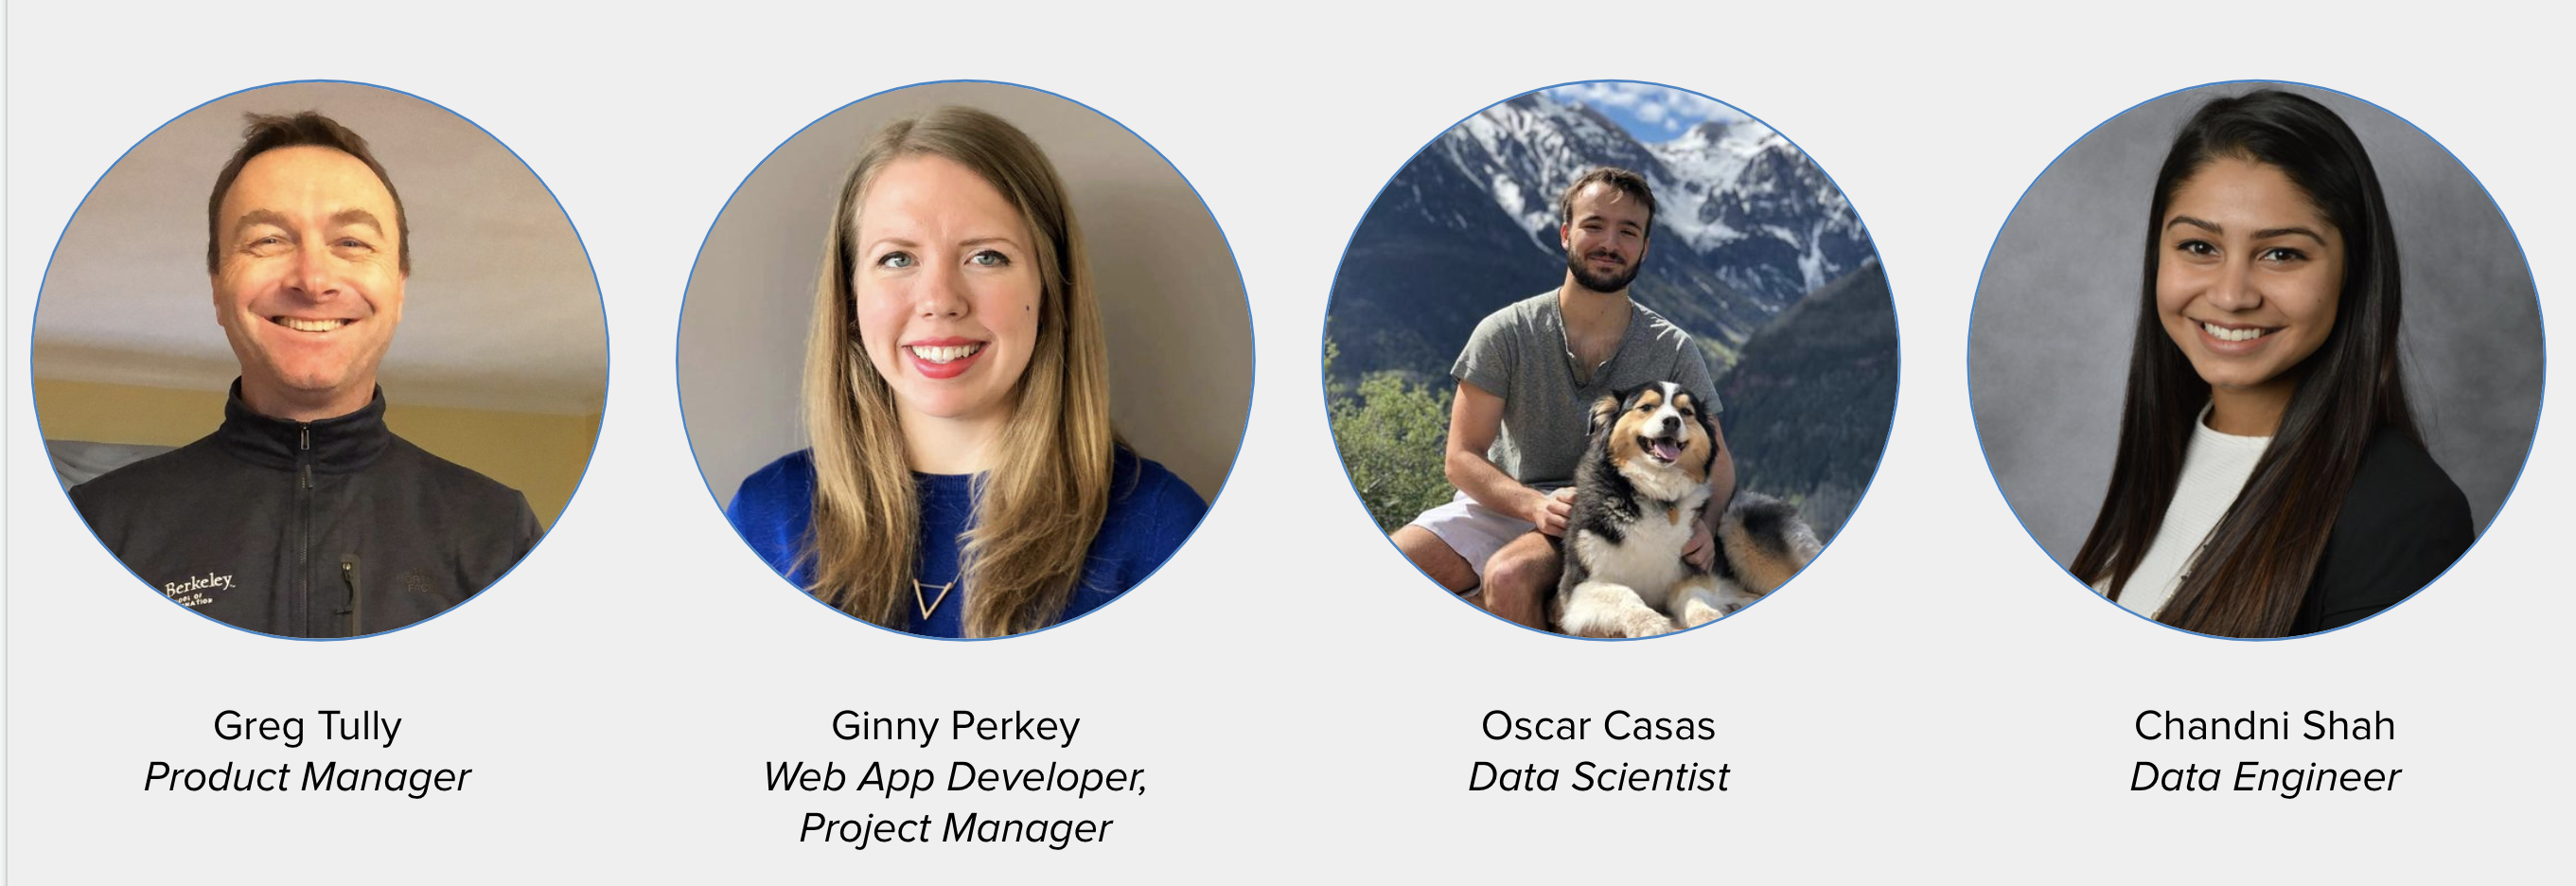 Berkeley
Greg Tully
Product Manager
Ginny Perkey
Web App Developer,
Project Manager
Oscar Casas
Data Scientist
Chandni Shah
Data Engineer